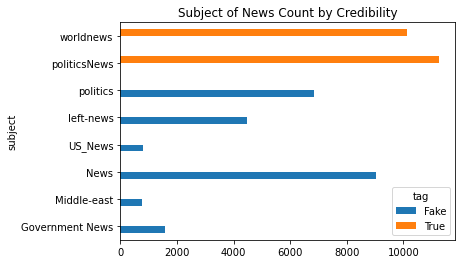 Subject of News Count by Credibility
subject
worldnews
politicsNews
politics
left-news
US_News
News
Middle-east
Government News
tag
Fake
True
0 2000 4000 6000 8000 10000